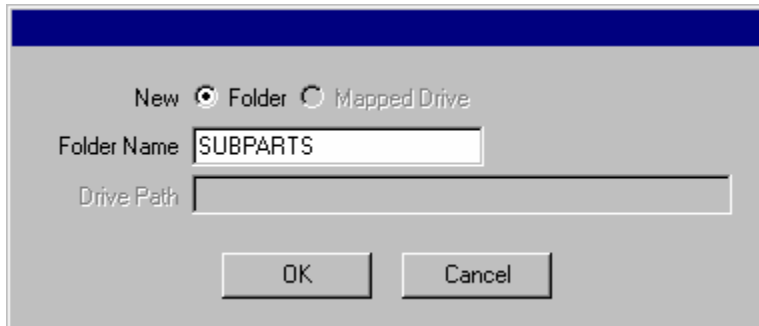 New Folder Mapped Drive
Folder Name SUBPARTS
Drive Path
OK Cancel